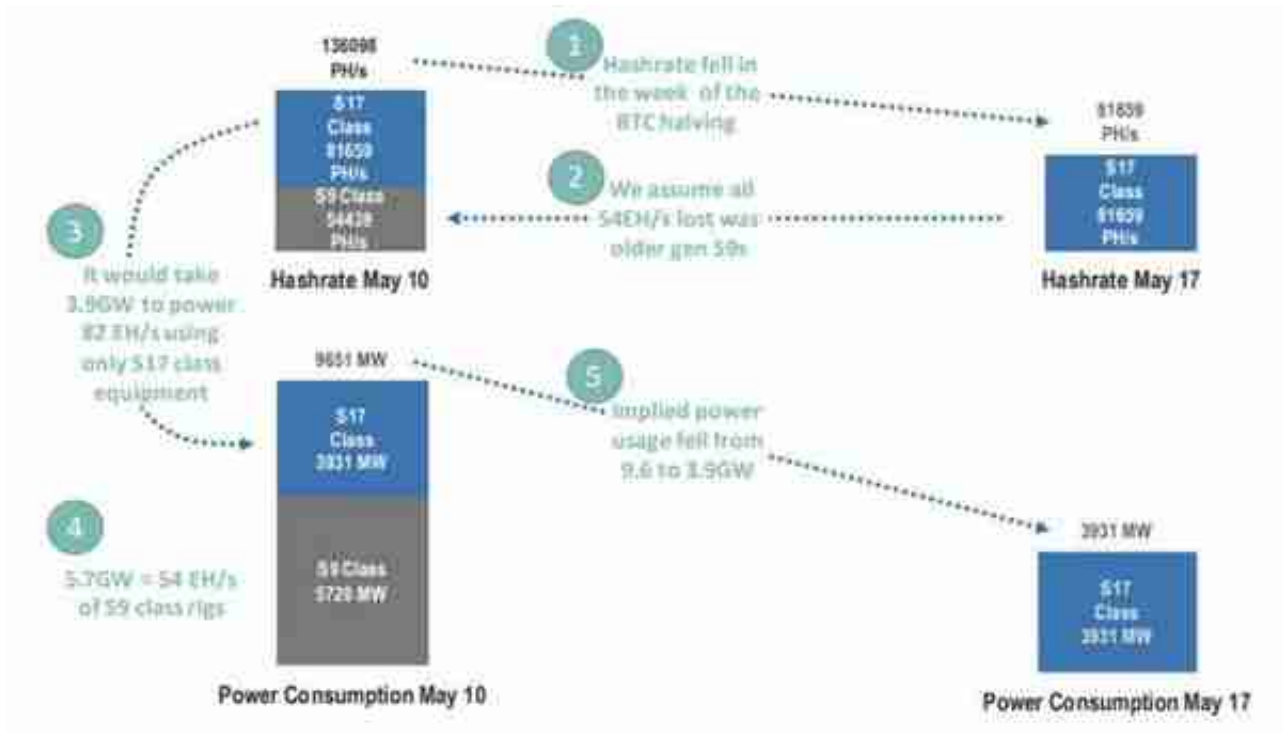 136098
PH/s
S17
Class
81659
PH/s
S9 Class
54439
PH/s
Hashrate May 10
1
Hashrate fell in
the week of the
BTC halving
2
We assume all
54EH/s lost was
older gen S9s
81659
PH/s
S17
Class
81659
PH/s
Hashrate May 17
3
It would take
3.9GW to power
82 EH/s using
only S17 class
equipment
9651 MW
S17
Class
3931 MW
S9 Class
5720 MW
Power Consumption May 10
4
5.7GW = 54 EH/s
of S9 class rigs
5
Implied power
usage fell from
9.6 to 3.9GW
3931 MW
S17
Class
3931 MW
Power Consumption May 17